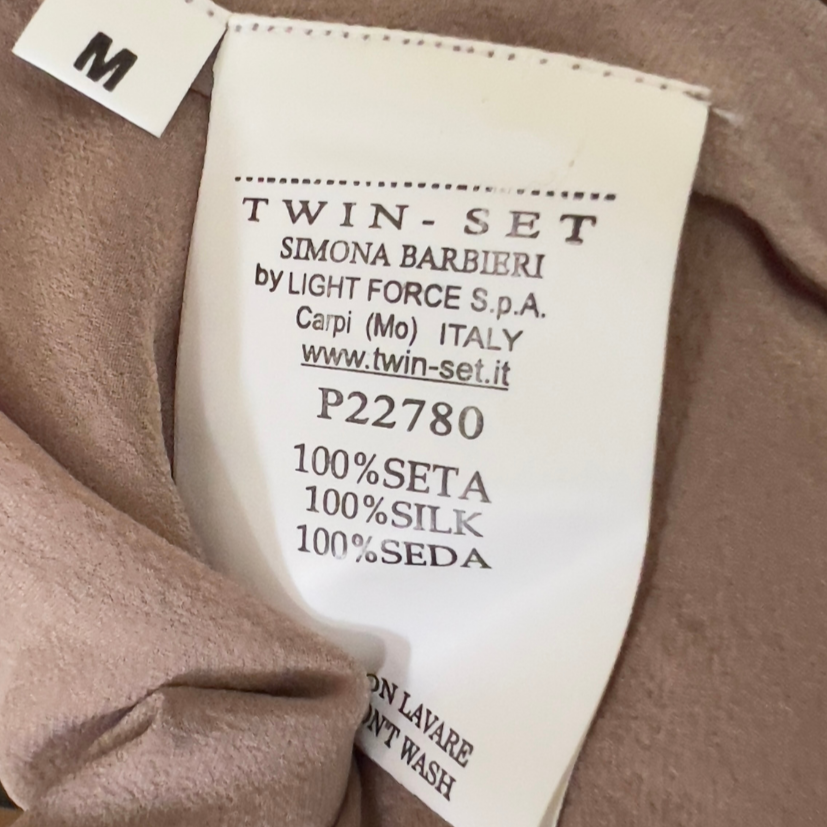 M
TWIN- SET
SIMONA BARBIERI
by LIGHT FORCE S.p.A.
Carpi (Mo) ITALY
www.twin-set.it
P22780
100%SETA
100%SILK
100%SEDA
LAVARE
WASH